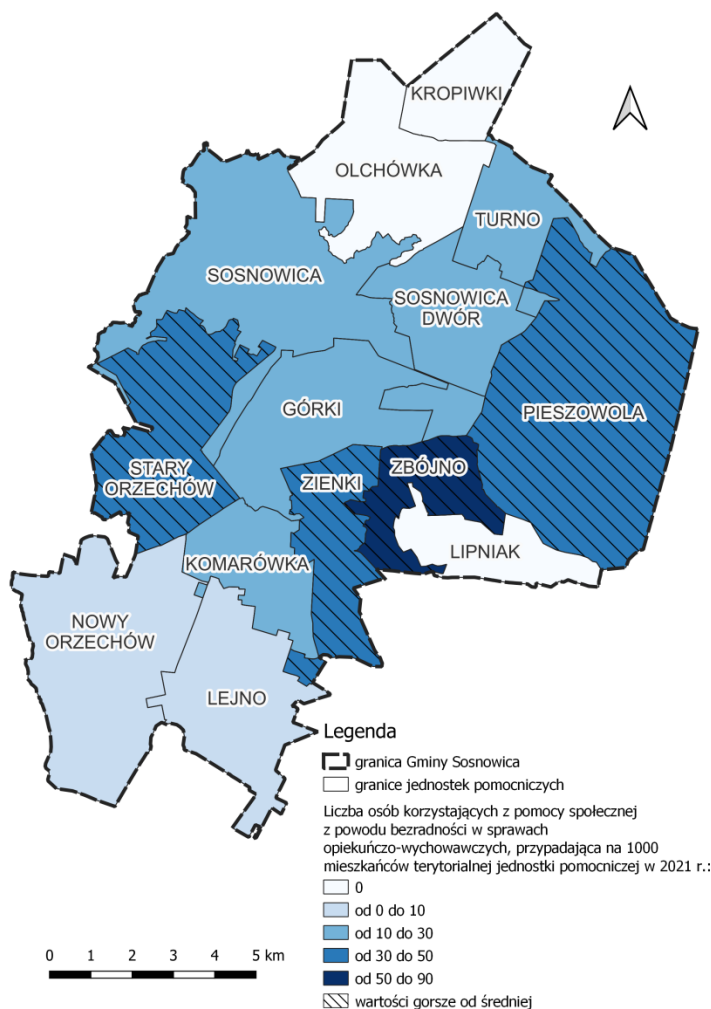 KROPIWKI
OLCHÓWKA
TURNO
SOSNOWICA
SOSNOWICA
DWÓR
GÓRKI
PIESZOWOLA
STARY
ORZECHÓW
ZIENKI
ZBÓJNO
LIPNIAK
KOMARÓWKA
NOWY
ORZECHÓW
LEJNO
Legenda
granica Gminy Sosnowica
granice jednostek pomocniczych
Liczba osób korzystających z pomocy społecznej
z powodu bezradności w sprawach
opiekuńczo-wychowawczych, przypadająca na 1000
mieszkańców terytorialnej jednostki pomocniczej w 2021 r.:
0
od 0 do 10
od 10 do 30
od 30 do 50
od 50 do 90
wartości gorsze od średniej
0 1 2 3 4 5 km